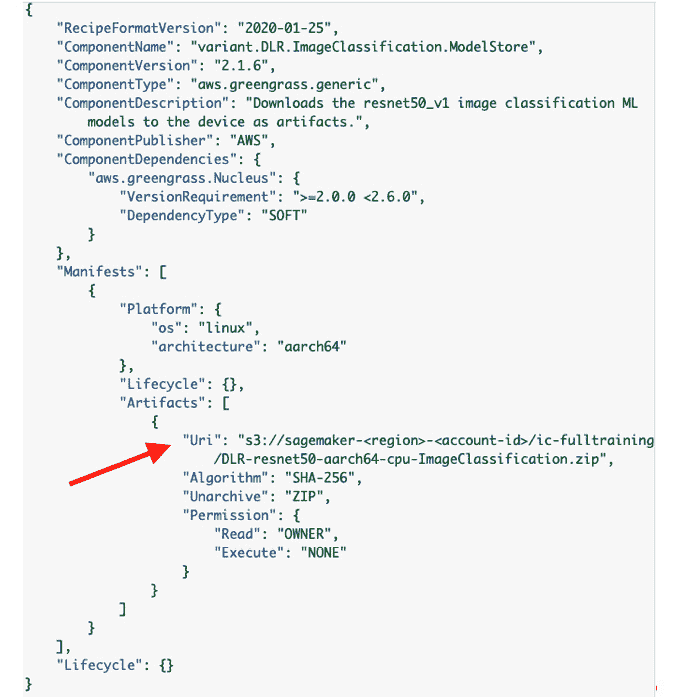 {
"RecipeFormatVersion": "2020-01-25",
"ComponentName": "variant.DLR.ImageClassification.ModelStore",
"ComponentVersion": "2.1.6",
"ComponentType": "aws.greengrass.generic",
"ComponentDescription": "Downloads the resnet50_v1 image classification ML
models to the device as artifacts.",
"ComponentPublisher": "AWS",
"ComponentDependencies": {
"aws.greengrass.Nucleus": {
"VersionRequirement": ">=2.0.0 <2.6.0",
"DependencyType": "SOFT"
}
},
"Manifests": [
{
"Platform": {
"os": "linux",
"architecture": "aarch64"
},
"Lifecycle": {},
"Artifacts": [
{
"Uri": "s3://sagemaker-<region>-<account-id>/ic-fulltraining
/DLR-resnet50-aarch64-cpu-ImageClassification.zip",
"Algorithm": "SHA-256",
"Unarchive": "ZIP",
"Permission": {
"Read": "OWNER",
"Execute": "NONE"
}
}
]
}
],
"Lifecycle": {}
}